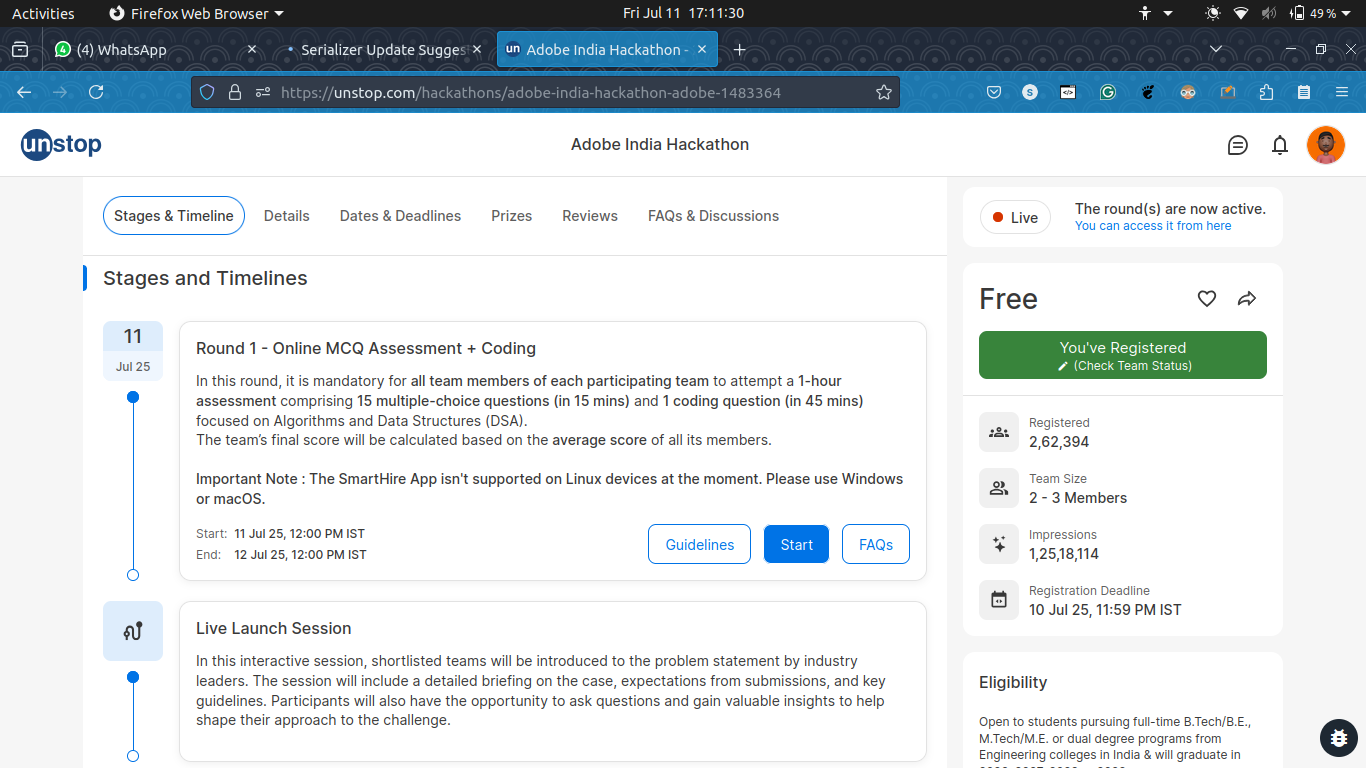 Activities
Firefox Web Browser
Fri Jul 11 17:11:30
49 %
4
(4) WhatsApp
Serializer Update Sugges
un
Adobe India Hackathon -
https://unstop.com/hackathons/adobe-india-hackathon-adobe-1483364
S
G
unstop
Adobe India Hackathon
Stages & Timeline
Details
Dates & Deadlines
Prizes
Reviews
FAQs & Discussions
Stages and Timelines
11
Jul 25
Round 1 - Online MCQ Assessment + Coding
In this round, it is mandatory for all team members of each participating team to attempt a 1-hour
assessment comprising 15 multiple-choice questions (in 15 mins) and 1 coding question (in 45 mins)
focused on Algorithms and Data Structures (DSA).
The team's final score will be calculated based on the average score of all its members.
Important Note : The SmartHire App isn't supported on Linux devices at the moment. Please use Windows
or macOS.
Start: 11 Jul 25, 12:00 PM IST
End: 12 Jul 25, 12:00 PM IST
Guidelines
Start
FAQs
Live Launch Session
In this interactive session, shortlisted teams will be introduced to the problem statement by industry
leaders. The session will include a detailed briefing on the case, expectations from submissions, and key
guidelines. Participants will also have the opportunity to ask questions and gain valuable insights to help
shape their approach to the challenge.
Live
The round(s) are now active.
You can access it from here
Free
You've Registered
(Check Team Status)
Registered
2,62,394
Team Size
2 - 3 Members
Impressions
1,25,18,114
Registration Deadline
10 Jul 25, 11:59 PM IST
Eligibility
Open to students pursuing full-time B.Tech/B.E.,
M.Tech/M.E. or dual degree programs from
Engineering colleges in India & will graduate in